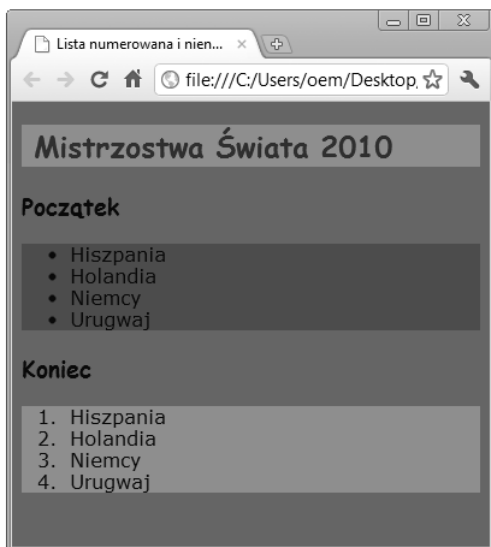 Lista numerowana i nien...
file:///C:/Users/oem/Desktop,
Mistrzostwa Świata 2010
Początek
• Hiszpania
• Holandia
• Niemcy
• Urugwaj
Koniec
1. Hiszpania
2. Holandia
3. Niemcy
4. Urugwaj